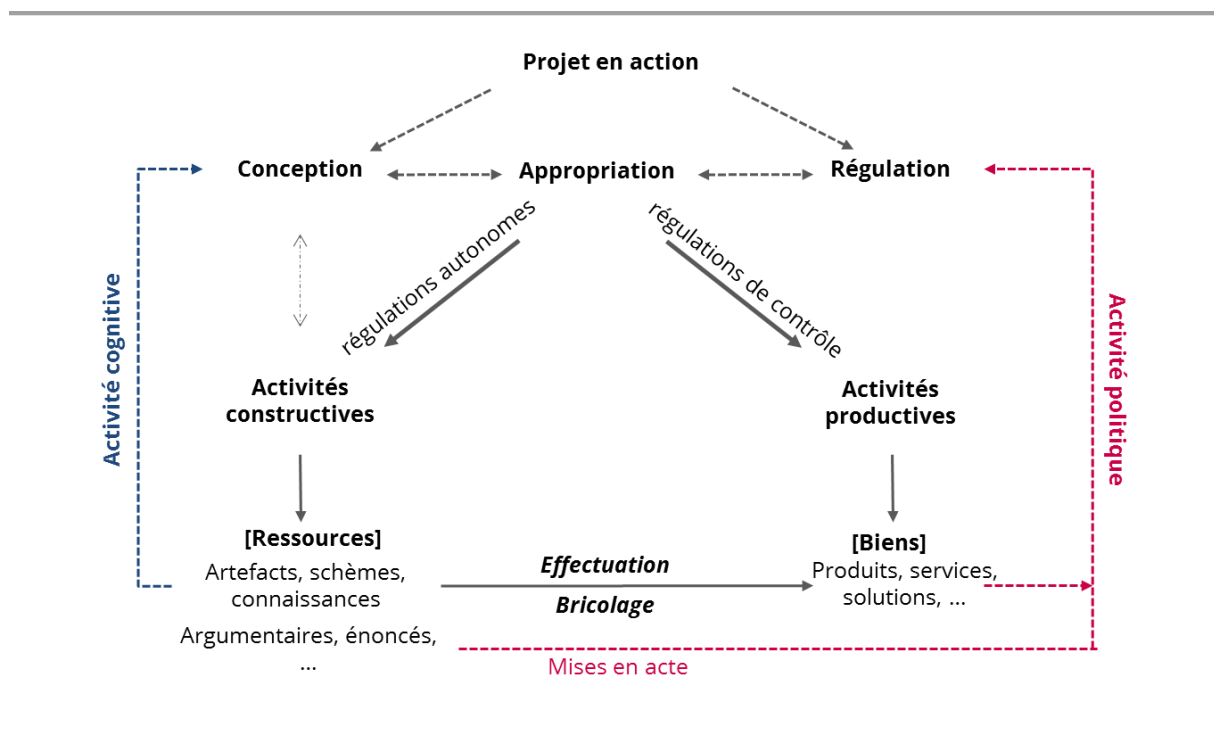 Projet en action
Conception
Appropriation
Régulation
régulations autonomes
régulations de contrôle
Activité cognitive
Activité politique
Activités
constructives
Activités
productives
[Ressources]
Artefacts, schèmes,
connaissances
Argumentaires, énoncés,
...
Effectuation
Bricolage
[Biens]
Produits, services,
solutions, ...
Mises en acte